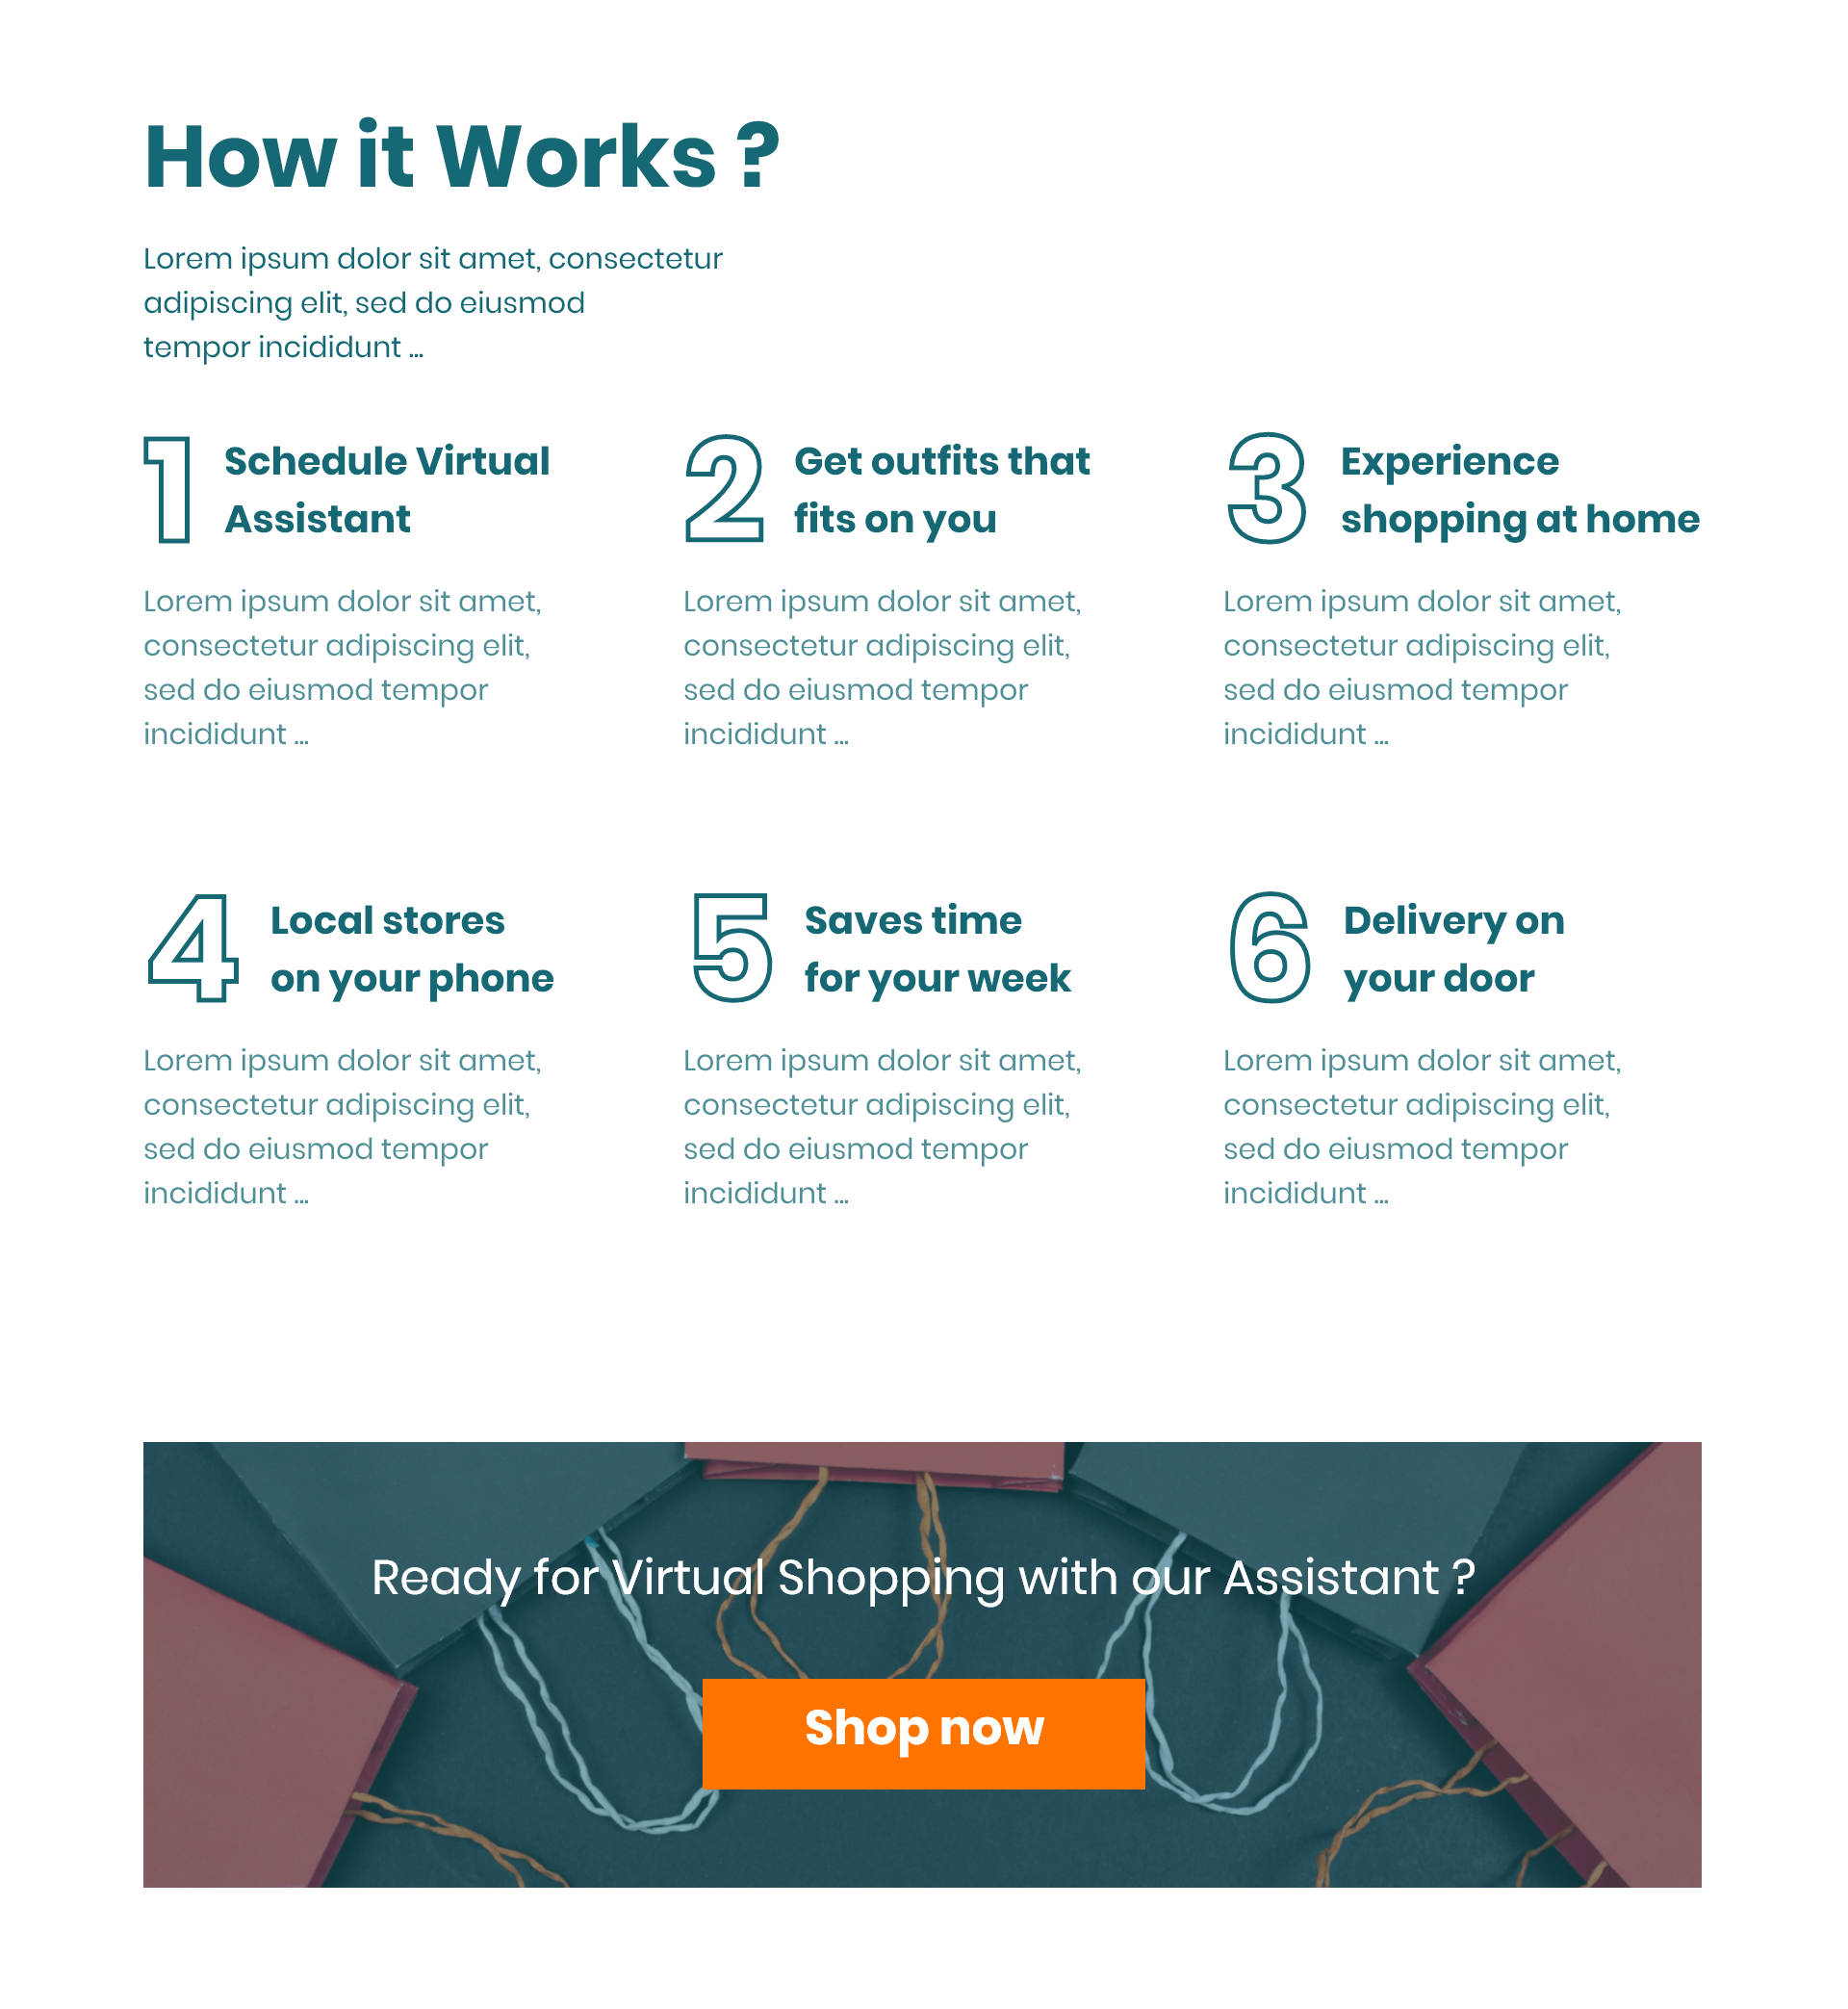 How it Works ?
Lorem ipsum dolor sit amet, consectetur
adipiscing elit, sed do eiusmod
tempor incididunt ...
1
Schedule Virtual
Assistant
Lorem ipsum dolor sit amet,
consectetur adipiscing elit,
sed do eiusmod tempor
incididunt ...
2
Get outfits that
fits on you
Lorem ipsum dolor sit amet,
consectetur adipiscing elit,
sed do eiusmod tempor
incididunt ...
3
Experience
shopping at home
Lorem ipsum dolor sit amet,
consectetur adipiscing elit,
sed do eiusmod tempor
incididunt ...
4
Local stores
on your phone
Lorem ipsum dolor sit amet,
consectetur adipiscing elit,
sed do eiusmod tempor
incididunt ...
5
Saves time
for your week
Lorem ipsum dolor sit amet,
consectetur adipiscing elit,
sed do eiusmod tempor
incididunt ...
6
Delivery on
your door
Lorem ipsum dolor sit amet,
consectetur adipiscing elit,
sed do eiusmod tempor
incididunt ...
Ready for Virtual Shopping with our Assistant ?
Shop now